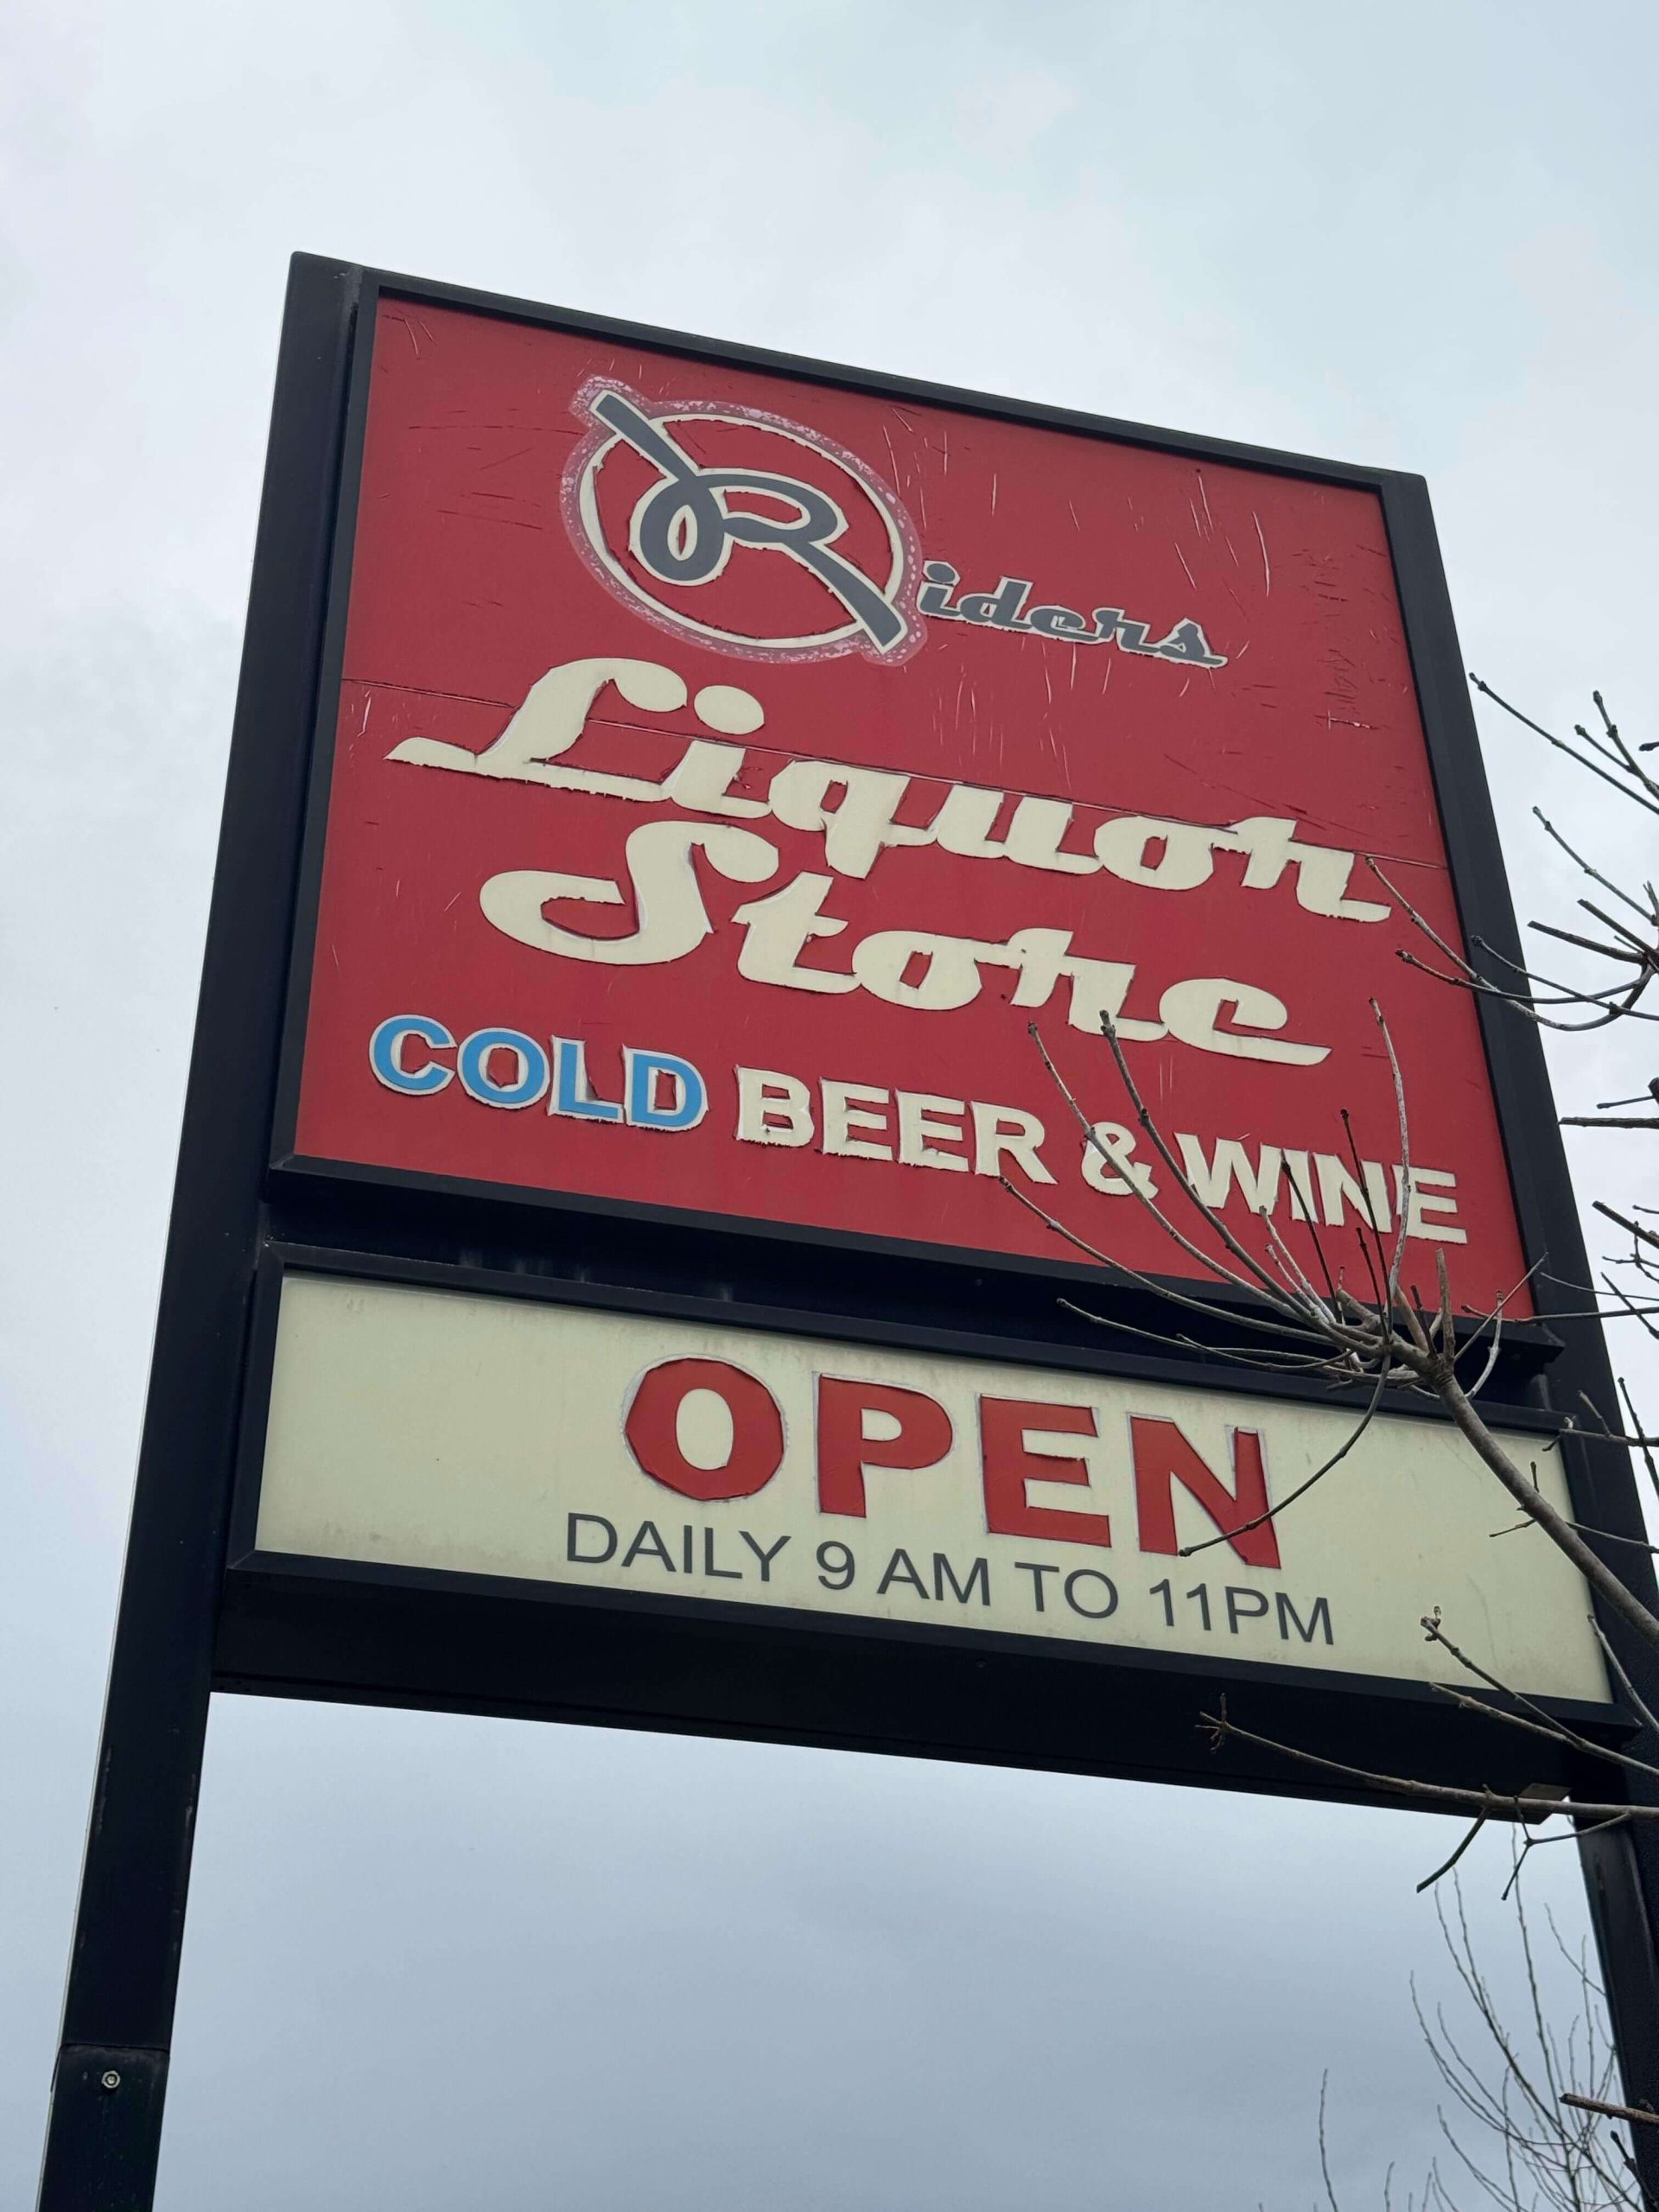 Riders
Liquor
Store
COLD BEER & WINE
OPEN
DAILY 9 AM TO 11PM